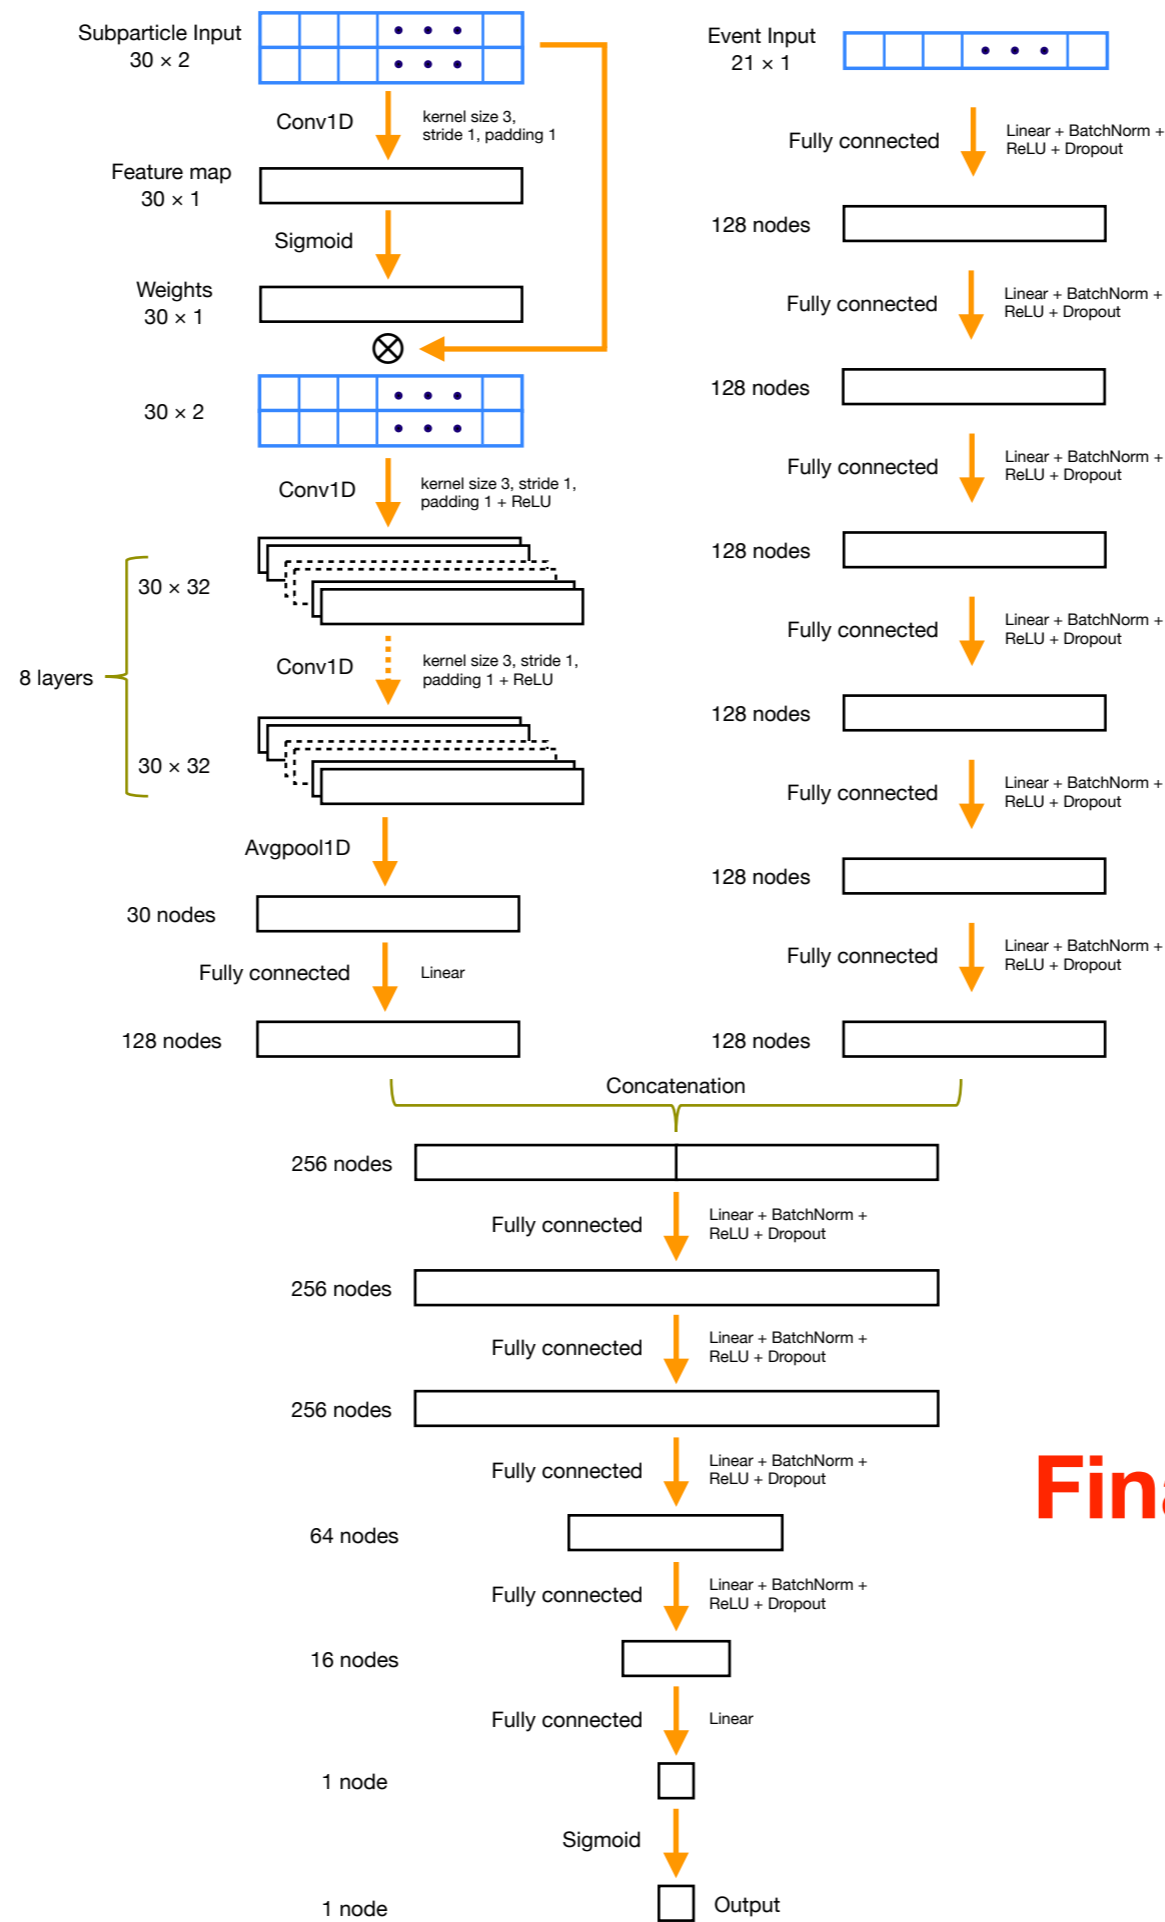 Subparticle Input
30 × 2
Conv1D
kernel size 3,
stride 1, padding 1
Feature map
30 × 1
Sigmoid
Weights
30 × 1
30 × 2
Conv1D
kernel size 3, stride 1,
padding 1 + ReLU
30 × 32
8 layers
Conv1D
kernel size 3, stride 1,
padding 1 + ReLU
30 × 32
Avgpool1D
30 nodes
Fully connected
Linear
128 nodes
Event Input
21 × 1
Fully connected
Linear + BatchNorm +
ReLU + Dropout
128 nodes
Fully connected
Linear + BatchNorm +
ReLU + Dropout
128 nodes
Fully connected
Linear + BatchNorm +
ReLU + Dropout
128 nodes
Fully connected
Linear + BatchNorm +
ReLU + Dropout
128 nodes
Fully connected
Linear + BatchNorm +
ReLU + Dropout
128 nodes
Fully connected
Linear + BatchNorm +
ReLU + Dropout
128 nodes
Concatenation
256 nodes
Fully connected
Linear + BatchNorm +
ReLU + Dropout
256 nodes
Fully connected
Linear + BatchNorm +
ReLU + Dropout
256 nodes
Fully connected
Linear + BatchNorm +
ReLU + Dropout
64 nodes
Fully connected
Linear + BatchNorm +
ReLU + Dropout
16 nodes
Fully connected
Linear
1 node
Sigmoid
1 node
Output